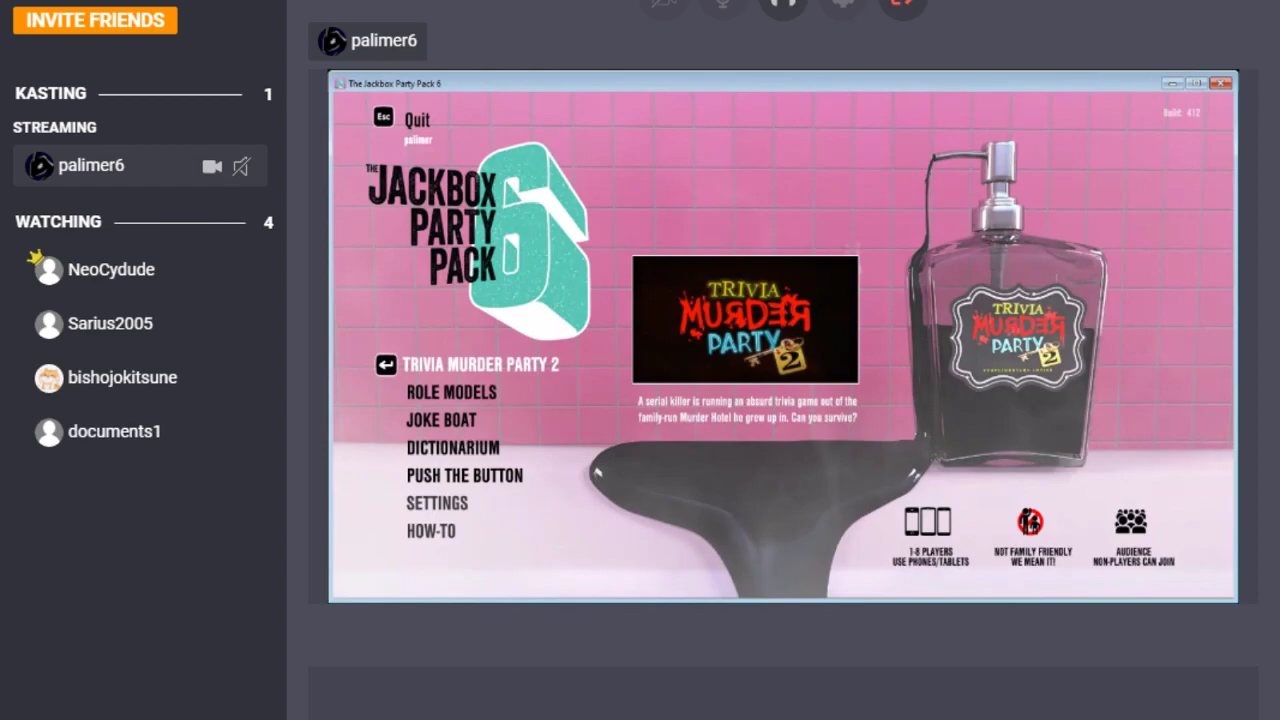 INVITE FRIENDS
KASTING 1
STREAMING
palimer6
WATCHING 4
NeoCydude
Sarius2005
bishojokitsune
documents1
palimer6
The Jackbox Party Pack 6
Esc Quit
palimer
Build: 412
THE
JACKBOX
PARTY
PACK
6
TRIVIA MURDER PARTY 2
ROLE MODELS
JOKE BOAT
DICTIONARIUM
PUSH THE BUTTON
SETTINGS
HOW-TO
TRIVIA
MURDER
PARTY
2
A serial killer is running an absurd trivia game out of the
family-run Murder Hotel he grew up in. Can you survive?
TRIVIA
MURDER
PARTY
2
1-8 PLAYERS
USE PHONES/TABLETS
NOT FAMILY FRIENDLY
WE MEAN IT!
AUDIENCE
NON-PLAYERS CAN JOIN